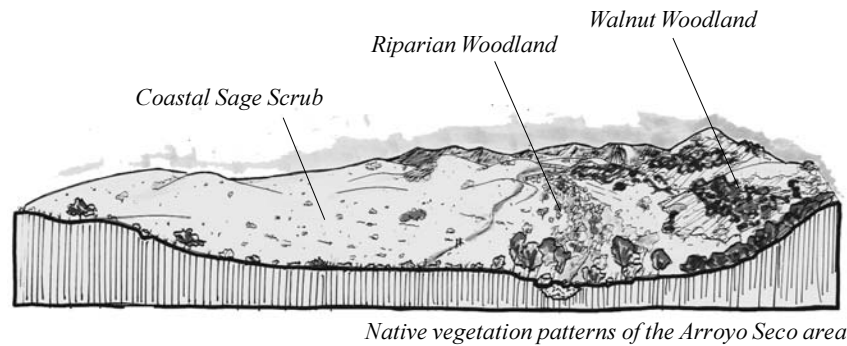 Walnut Woodland
Riparian Woodland
Coastal Sage Scrub
Native vegetation patterns of the Arroyo Seco area